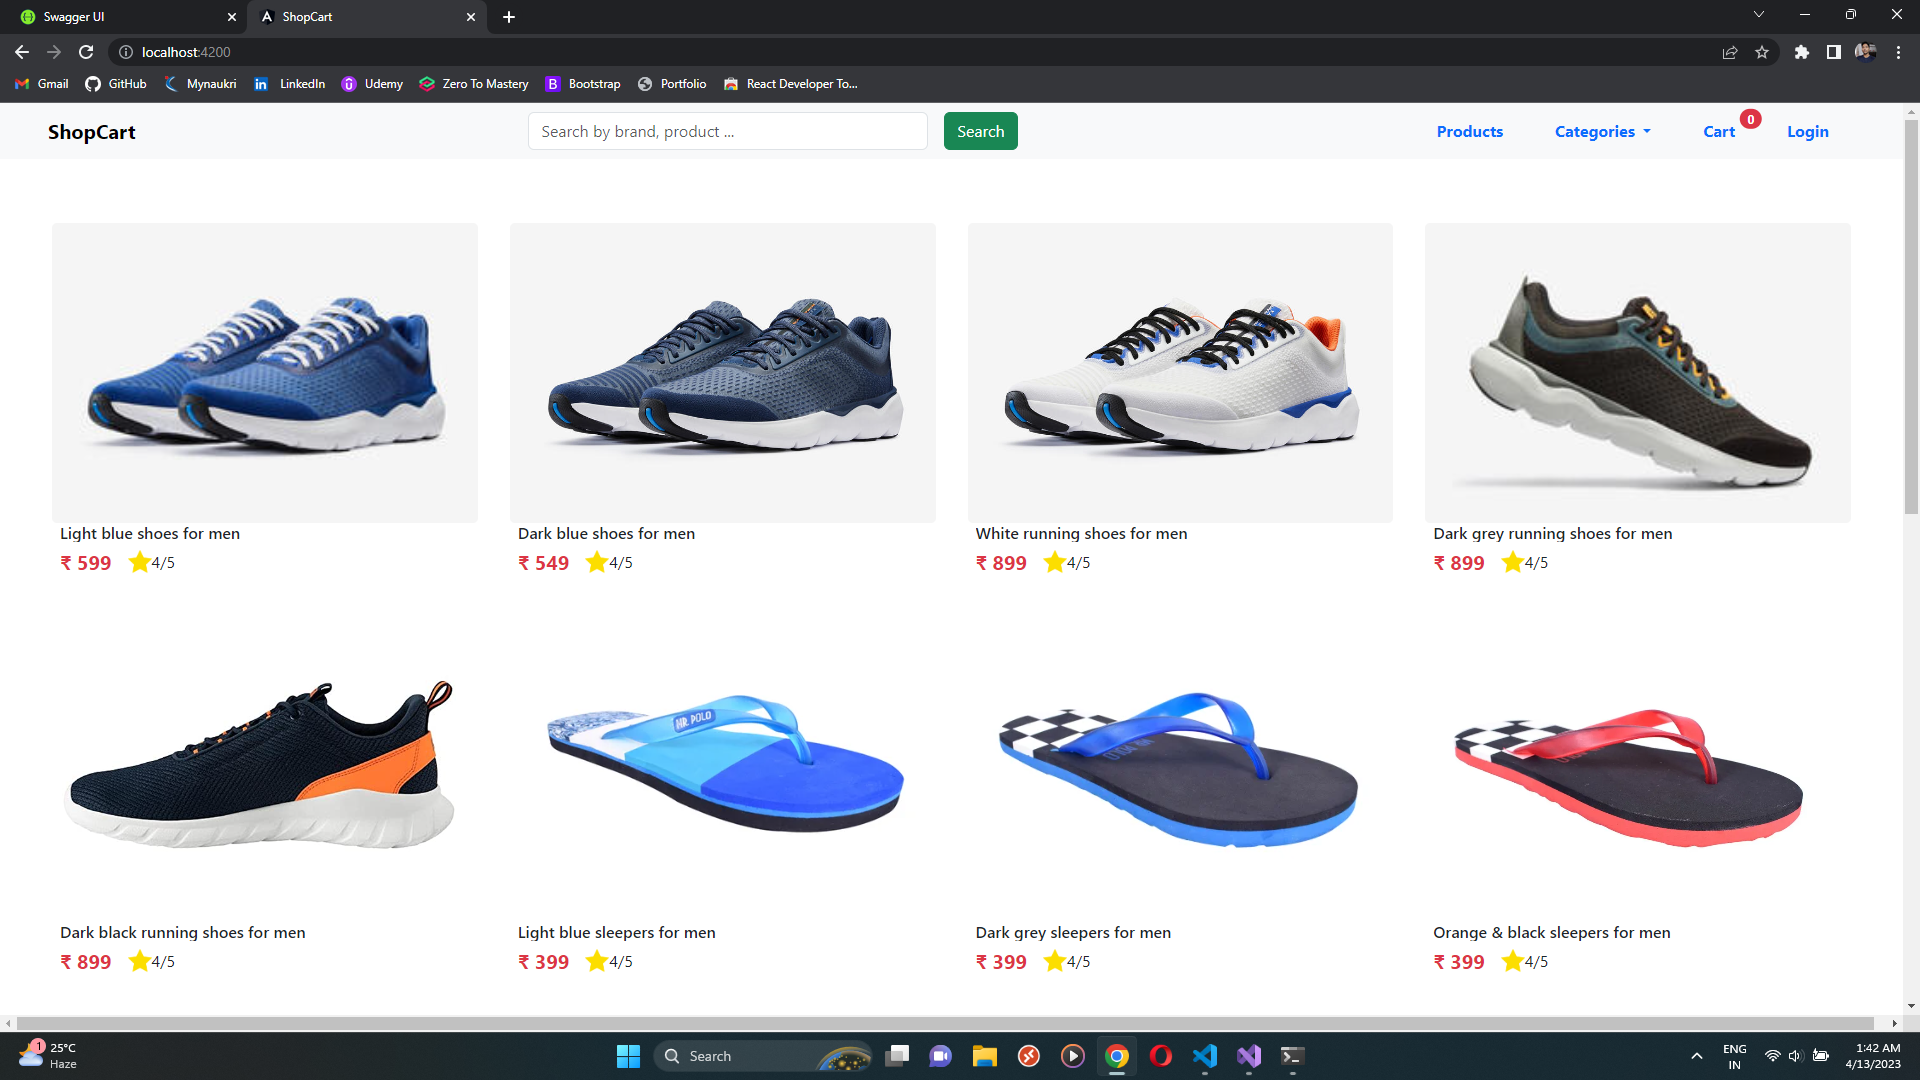 Swagger UI
ShopCart
localhost:4200
Gmail
GitHub
Mynaukri
LinkedIn
Udemy
Zero To Mastery
Bootstrap
Portfolio
React Developer To...
ShopCart
Search by brand, product ...
Search
Products
Categories
Cart
0
Login
Light blue shoes for men
₹ 599 4/5
Dark blue shoes for men
₹ 549 4/5
White running shoes for men
₹ 899 4/5
Dark grey running shoes for men
₹ 899 4/5
HR POLO
Dark black running shoes for men
₹ 899 4/5
Light blue sleepers for men
₹ 399 4/5
Dark grey sleepers for men
₹ 399 4/5
Orange & black sleepers for men
₹ 399 4/5
1
25°C
Haze
Search
ENG
IN
1:42 AM
4/13/2023